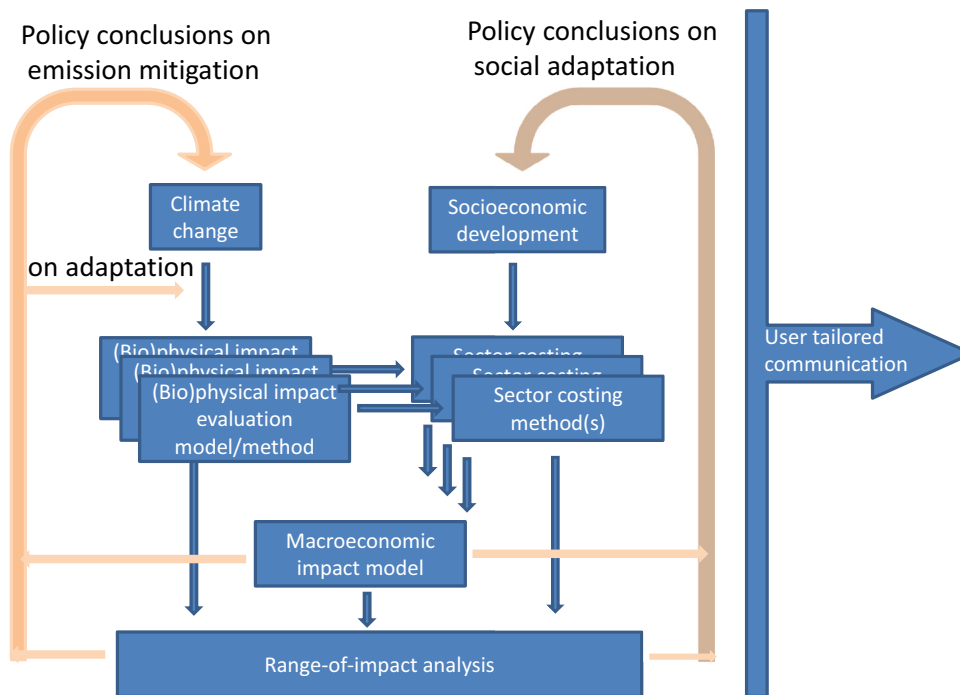 Policy conclusions on
emission mitigation
Policy conclusions on
social adaptation
Climate
change
Socioeconomic
development
on adaptation
(Bio)physical impact
(Bio)physical impact
(Bio)physical impact
evaluation
model/method
Sector costing
Sector costing
Sector costing
method(s)
User tailored
communication
Macroeconomic
impact model
Range-of-impact analysis